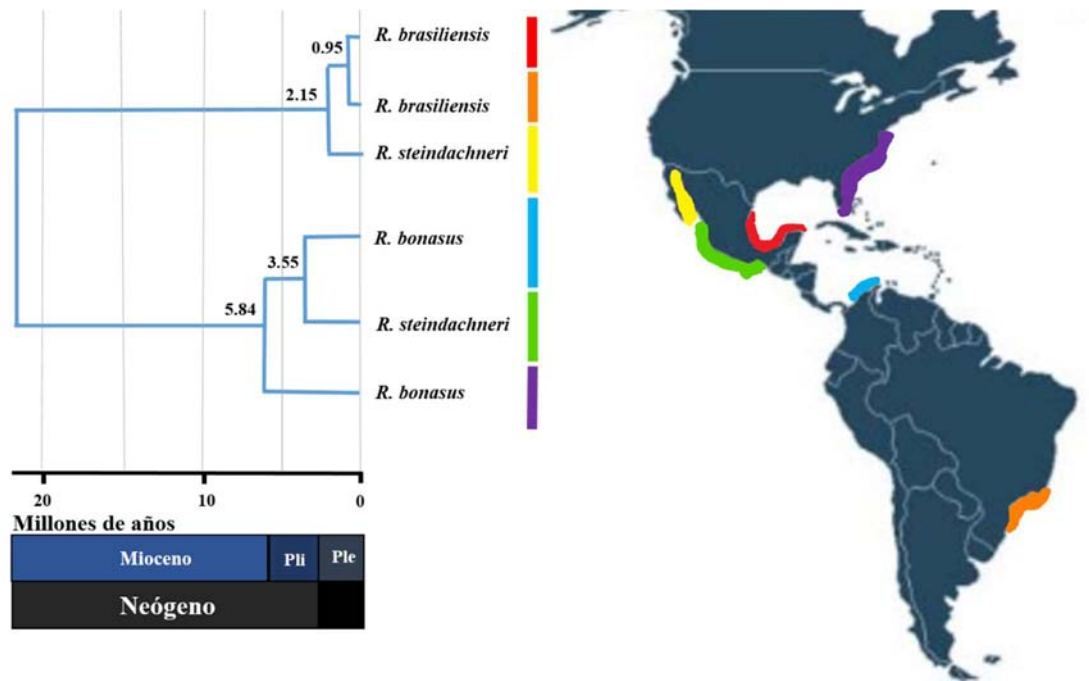 R. brasiliensis
0.95
R. brasiliensis
2.15
R. steindachneri
R. bonasus
3.55
5.84
R. steindachneri
R. bonasus
20 10 0
Millones de años
Mioceno Pli Ple
Neógeno